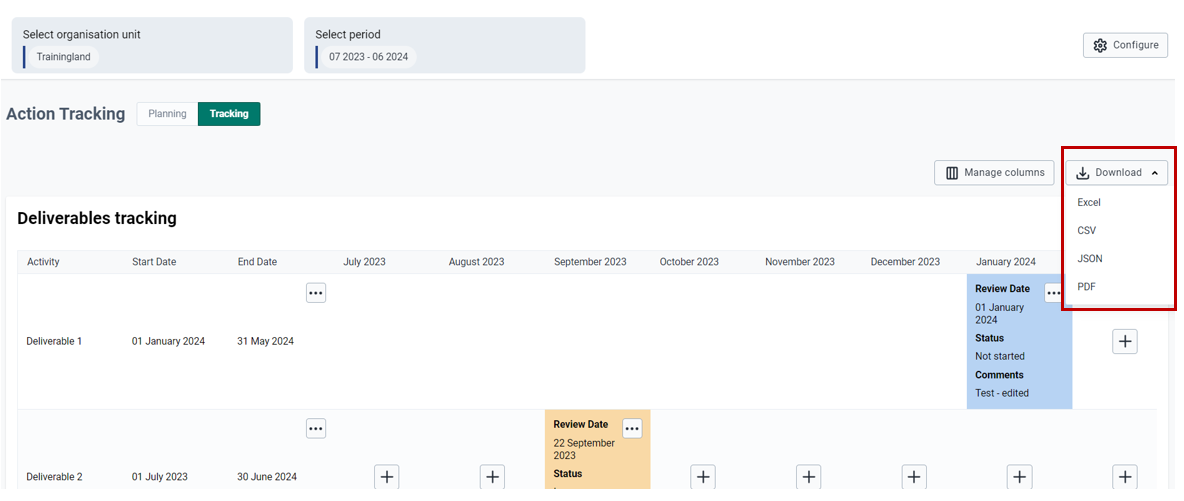 Select organisation unit
Trainingland
Select period
07 2023 - 06 2024
Configure
Action Tracking
Planning
Tracking
Manage columns
Download
Excel
CSV
JSON
PDF
Deliverables tracking
Activity Start Date End Date July 2023 August 2023 September 2023 October 2023 November 2023 December 2023 January 2024
Review Date
01 January
2024
Status
Not started
Comments
Test - edited
Deliverable 1 01 January 2024 31 May 2024
Review Date
22 September
2023
Status
Deliverable 2 01 July 2023 30 June 2024